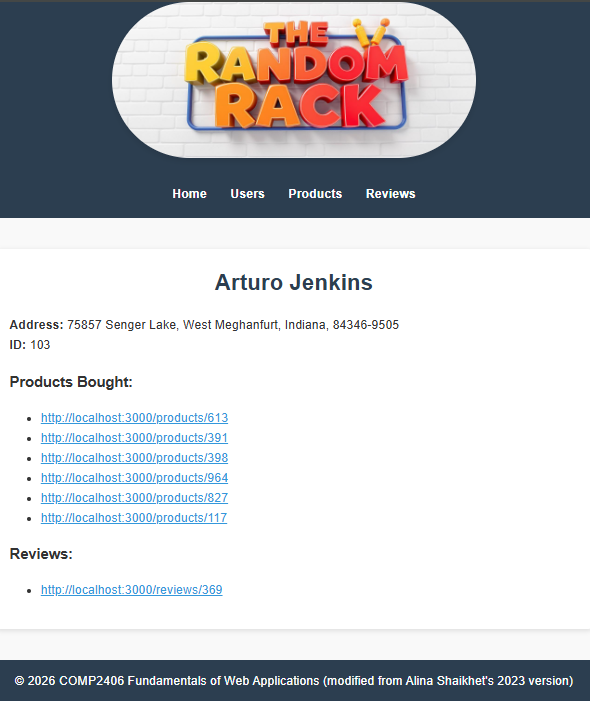 THE
RANDOM
RACK
Home Users Products Reviews
Arturo Jenkins
Address: 75857 Senger Lake, West Meghanfurt, Indiana, 84346-9505
ID: 103
Products Bought:
http://localhost:3000/products/613
http://localhost:3000/products/391
http://localhost:3000/products/398
http://localhost:3000/products/964
http://localhost:3000/products/827
http://localhost:3000/products/117
Reviews:
http://localhost:3000/reviews/369
© 2026 COMP2406 Fundamentals of Web Applications (modified from Alina Shaikhet's 2023 version)